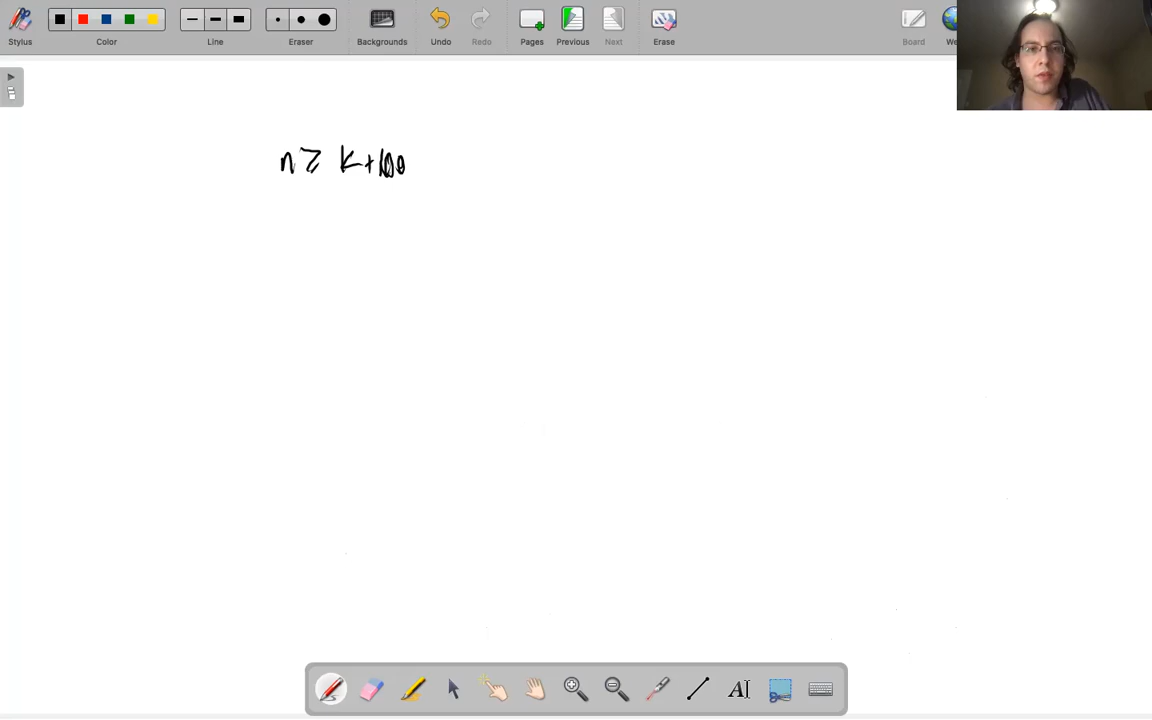 Stylus Color Line Eraser Backgrounds Undo Redo Pages Previous Next Erase Board
n ≥ k+100